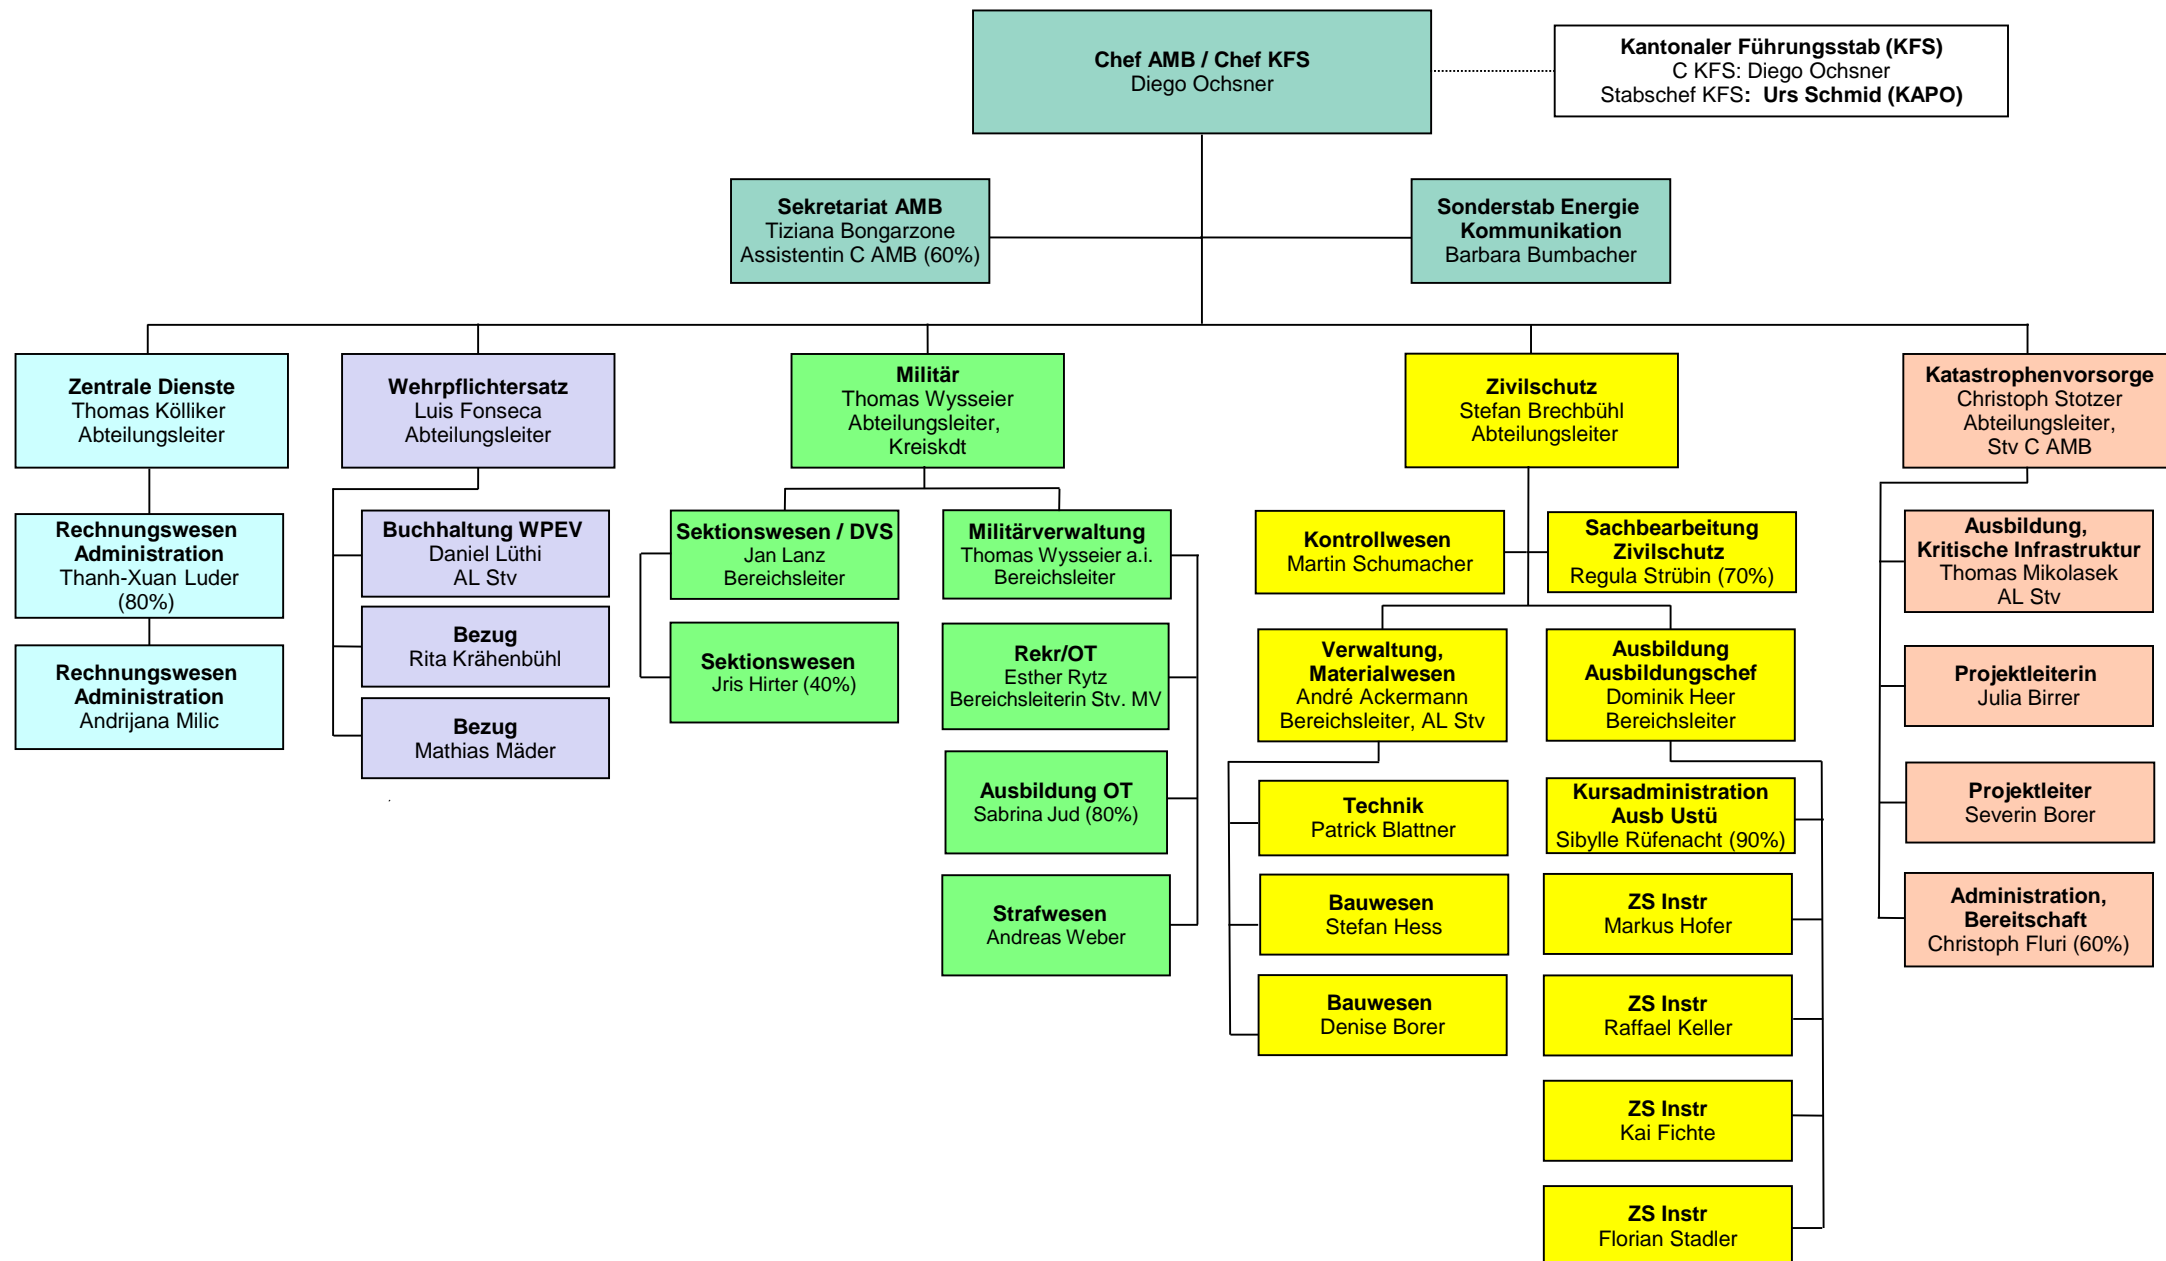 Chef AMB / Chef KFS
Diego Ochsner
Kantonaler Führungsstab (KFS)
C KFS: Diego Ochsner
Stabschef KFS: Urs Schmid (KAPO)
Sekretariat AMB
Tiziana Bongarzone
Assistentin C AMB (60%)
Sonderstab Energie
Kommunikation
Barbara Bumbacher
Zentrale Dienste
Thomas Kölliker
Abteilungsleiter
Rechnungswesen
Administration
Thanh-Xuan Luder
(80%)
Rechnungswesen
Administration
Andrijana Milic
Wehrpflichtersatz
Luis Fonseca
Abteilungsleiter
Buchhaltung WPEV
Daniel Lüthi
AL Stv
Bezug
Rita Krähenbühl
Bezug
Mathias Mäder
Militär
Thomas Wysseier
Abteilungsleiter,
Kreiskdt
Sektionswesen / DVS
Jan Lanz
Bereichsleiter
Sektionswesen
Jris Hirter (40%)
Militärverwaltung
Thomas Wysseier a.i.
Bereichsleiter
Rekr/OT
Esther Rytz
Bereichsleiterin Stv. MV
Ausbildung OT
Sabrina Jud (80%)
Strafwesen
Andreas Weber
Zivilschutz
Stefan Brechbühl
Abteilungsleiter
Kontrollwesen
Martin Schumacher
Sachbearbeitung
Zivilschutz
Regula Strübin (70%)
Verwaltung,
Materialwesen
André Ackermann
Bereichsleiter, AL Stv
Technik
Patrick Blattner
Bauwesen
Stefan Hess
Bauwesen
Denise Borer
Ausbildung
Ausbildungschef
Dominik Heer
Bereichsleiter
Kursadministration
Ausb Ustü
Sibylle Rüfenacht (90%)
ZS Instr
Markus Hofer
ZS Instr
Raffael Keller
ZS Instr
Kai Fichte
ZS Instr
Florian Stadler
Katastrophenvorsorge
Christoph Stotzer
Abteilungsleiter,
Stv C AMB
Ausbildung,
Kritische Infrastruktur
Thomas Mikolasek
AL Stv
Projektleiterin
Julia Birrer
Projektleiter
Severin Borer
Administration,
Bereitschaft
Christoph Fluri (60%)